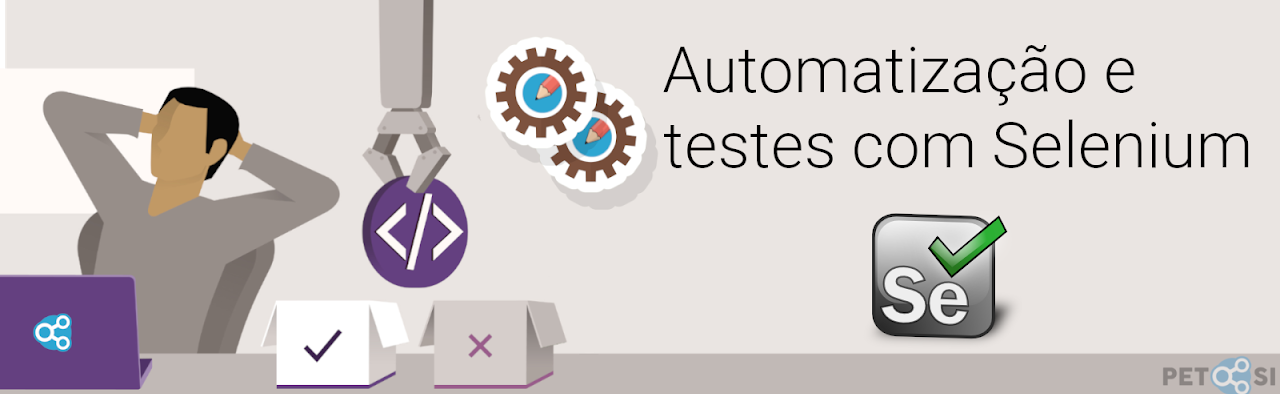 Automatização e
testes com Selenium
</>
Se
PET SI